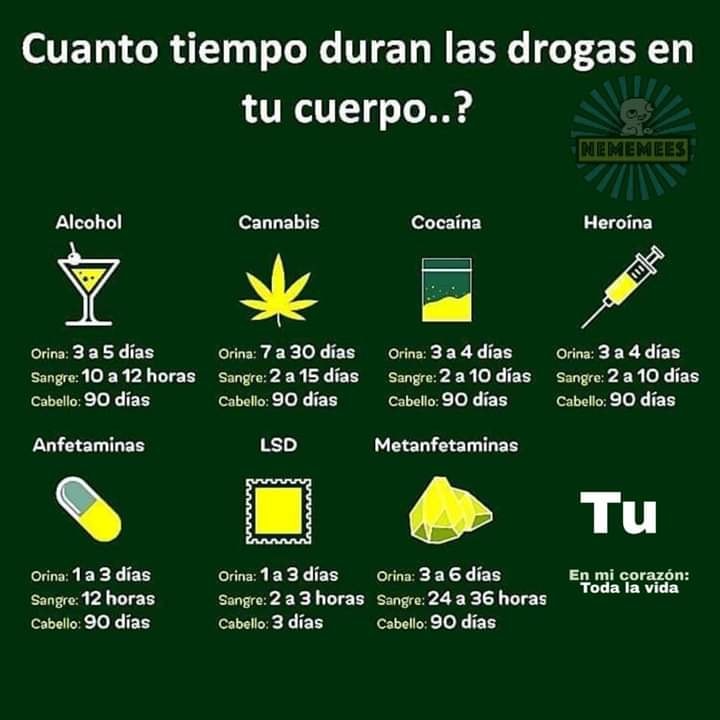 Cuanto tiempo duran las drogas en
tu cuerpo..?
NEMEMEES
Alcohol
Orina: 3 a 5 días
Sangre: 10 a 12 horas
Cabello: 90 días
Cannabis
Orina: 7 a 30 días
Sangre: 2 a 15 días
Cabello: 90 días
Cocaína
Orina: 3 a 4 días
Sangre: 2 a 10 días
Cabello: 90 días
Heroína
Orina: 3 a 4 días
Sangre: 2 a 10 días
Cabello: 90 días
Anfetaminas
Orina: 1 a 3 días
Sangre: 12 horas
Cabello: 90 días
LSD
Orina: 1 a 3 días
Sangre: 2 a 3 horas
Cabello: 3 días
Metanfetaminas
Orina: 3 a 6 días
Sangre: 24 a 36 horas
Cabello: 90 días
Tu
En mi corazón:
Toda la vida